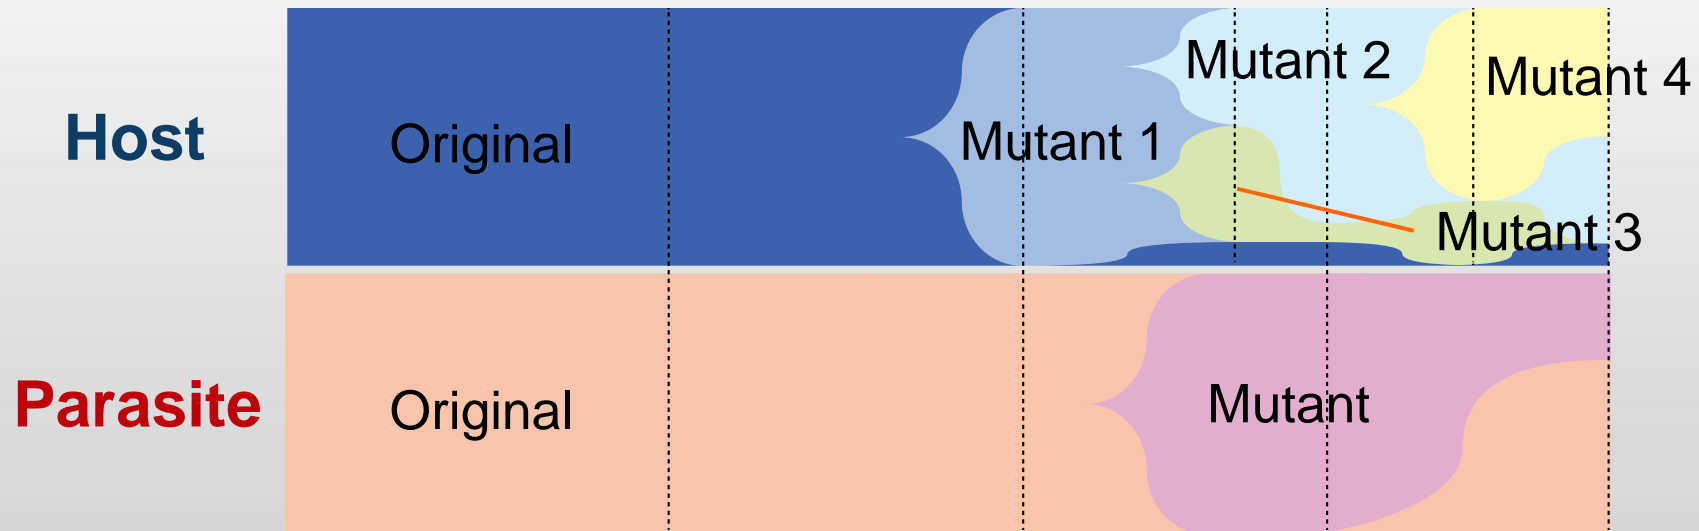 Host
Original
Mutant 1
Mutant 2
Mutant 4
Mutant 3
Parasite
Original
Mutant